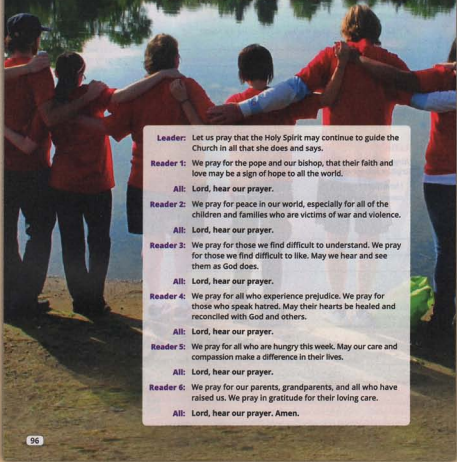 Leader: Let us pray that the Holy Spirit may continue to guide the
Church in all that she does and says.
Reader 1: We pray for the pope and our bishop, that their faith and
love may be a sign of hope to all the world.
All: Lord, hear our prayer.
Reader 2: We pray for peace in our world, especially for all of the
children and families who are victims of war and violence.
All: Lord, hear our prayer.
Reader 3: We pray for those we find difficult to understand. We pray
for those we find difficult to like. May we hear and see
them as God does.
All: Lord, hear our prayer.
Reader 4: We pray for all who experience prejudice. We pray for
those who speak hatred. May their hearts be healed and
reconciled with God and others.
All: Lord, hear our prayer.
Reader 5: We pray for all who are hungry this week. May our care and
compassion make a difference in their lives.
All: Lord, hear our prayer.
Reader 6: We pray for our parents, grandparents, and all who have
raised us. We pray in gratitude for their loving care.
All: Lord, hear our prayer. Amen.
96